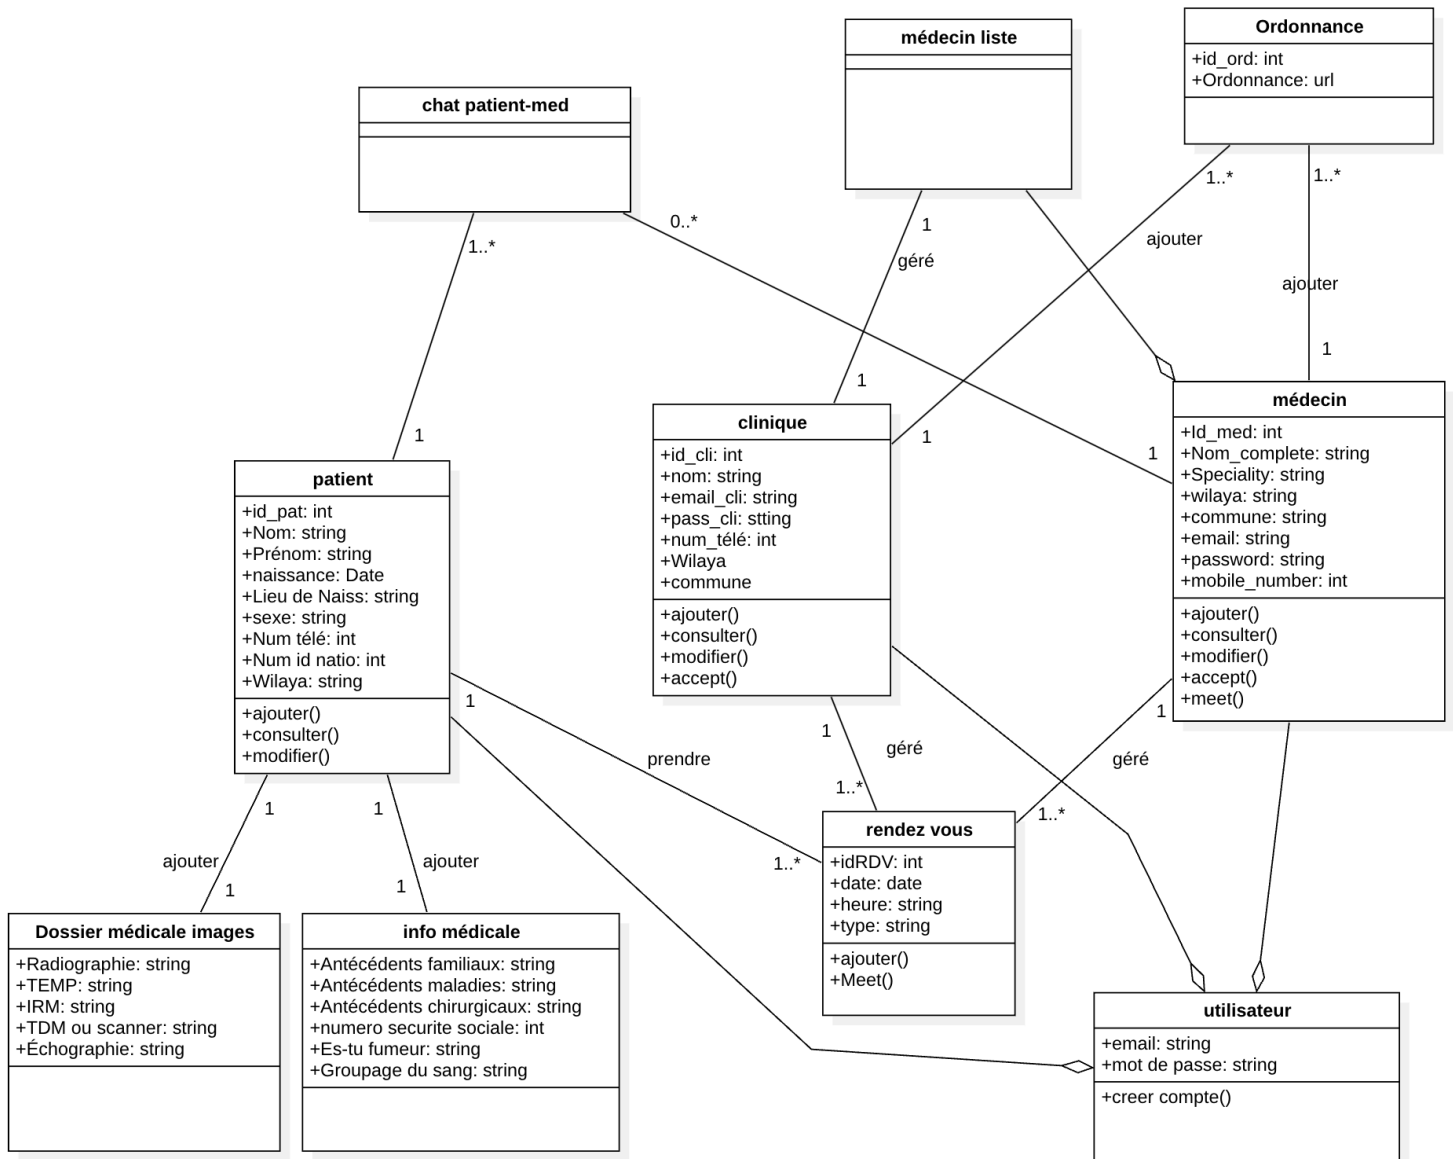 Ordonnance
+id_ord: int
+Ordonnance: url
médecin liste
chat patient-med
1..*
1..*
0..*
1
ajouter
1..*
géré
ajouter
1
1
médecin
+Id_med: int
+Nom_complete: string
+Speciality: string
+wilaya: string
+commune: string
+email: string
+password: string
+mobile_number: int
+ajouter()
+consulter()
+modifier()
+accept()
+meet()
clinique
+id_cli: int
+nom: string
+email_cli: string
+pass_cli: stting
+num_télé: int
+Wilaya
+commune
+ajouter()
+consulter()
+modifier()
+accept()
1
1
1
patient
+id_pat: int
+Nom: string
+Prénom: string
+naissance: Date
+Lieu de Naiss: string
+sexe: string
+Num télé: int
+Num id natio: int
+Wilaya: string
+ajouter()
+consulter()
+modifier()
1
1
1
géré
géré
prendre
1..*
1..*
1..*
1
1
ajouter
ajouter
1
1
rendez vous
+idRDV: int
+date: date
+heure: string
+type: string
+ajouter()
+Meet()
Dossier médicale images
+Radiographie: string
+TEMP: string
+IRM: string
+TDM ou scanner: string
+Échographie: string
info médicale
+Antécédents familiaux: string
+Antécédents maladies: string
+Antécédents chirurgicaux: string
+numero securite sociale: int
+Es-tu fumeur: string
+Groupage du sang: string
utilisateur
+email: string
+mot de passe: string
+creer compte()